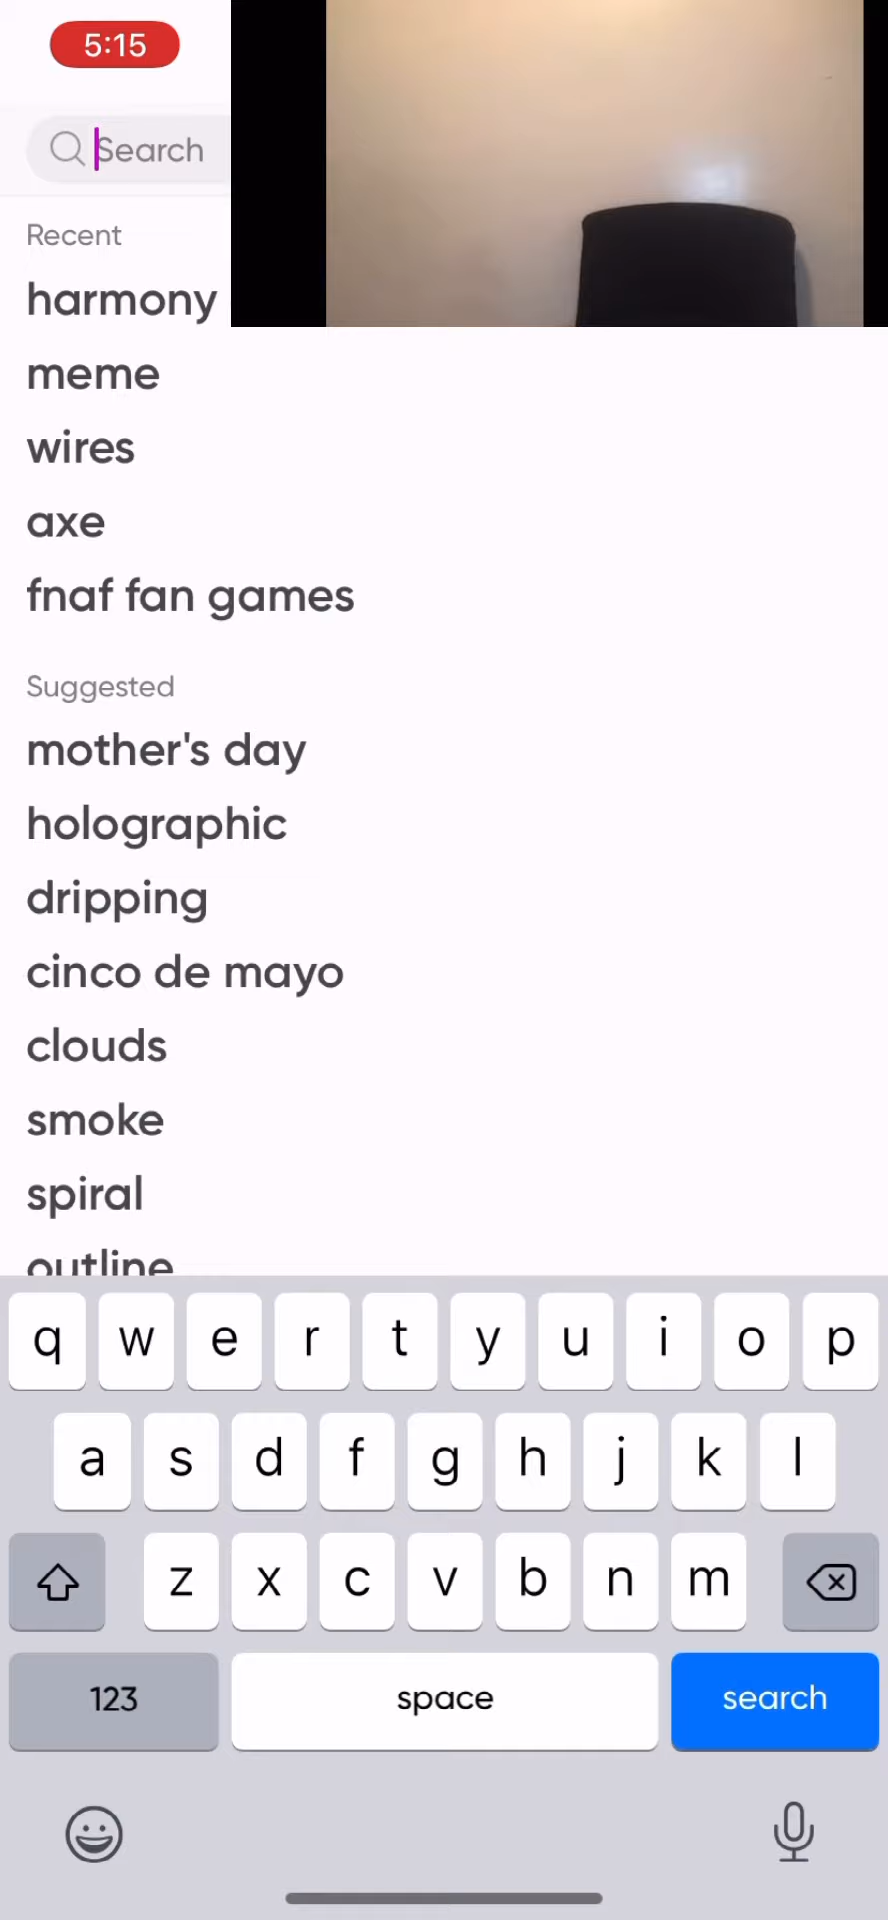 5:15
Search
Recent
harmony
meme
wires
axe
fnaf fan games
Suggested
mother's day
holographic
dripping
cinco de mayo
clouds
smoke
spiral
outline
q w e r t y u i o p
a s d f g h j k l
z x c v b n m
123 space search